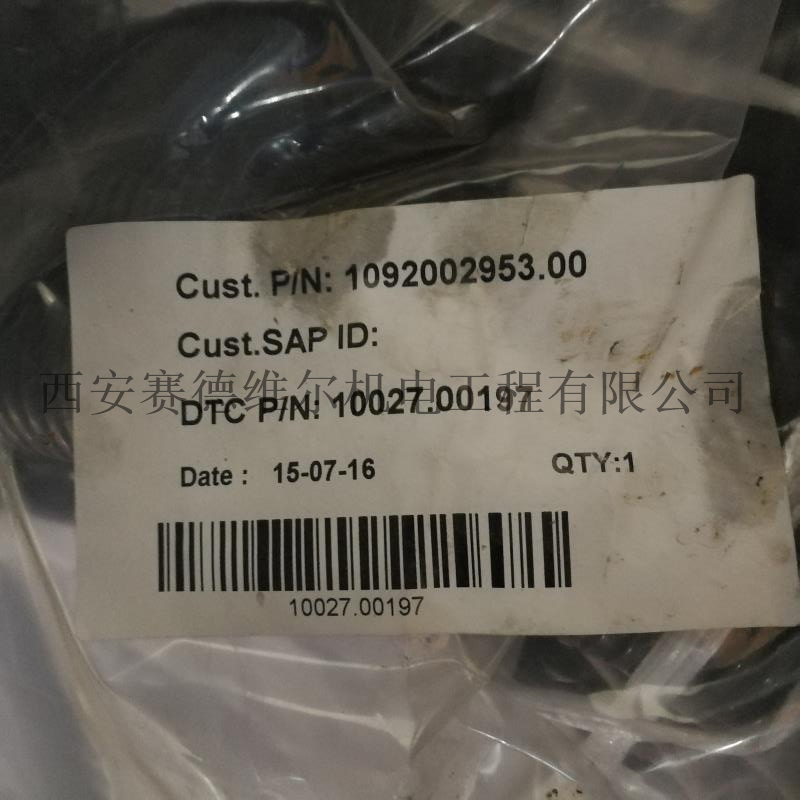 Cust. P/N: 1092002953.00
Cust.SAP ID:
西安赛德维尔机电工程有限公司
DTC P/N: 10027.00197
Date : 15-07-16 QTY:1
10027.00197